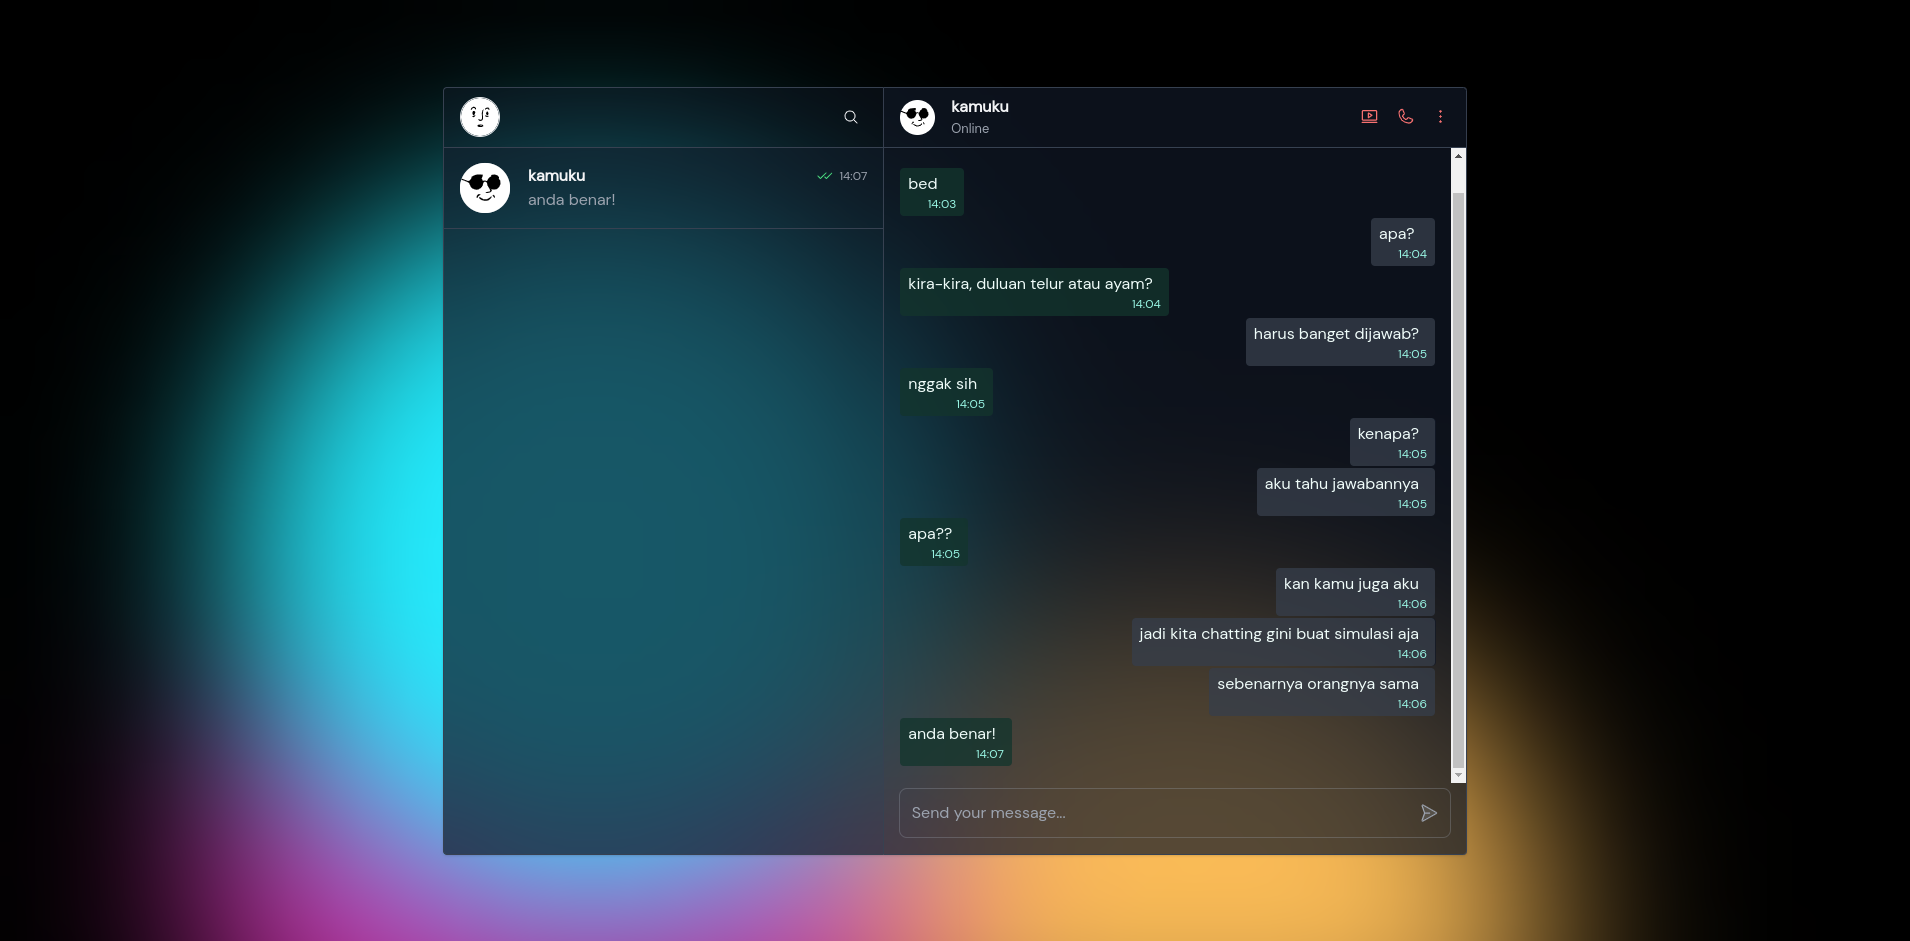 kamuku
14:07
anda benar!
kamuku
Online
bed
14:03
apa?
14:04
kira-kira, duluan telur atau ayam?
14:04
harus banget dijawab?
14:05
nggak sih
14:05
kenapa?
14:05
aku tahu jawabannya
14:05
apa??
14:05
kan kamu juga aku
14:06
jadi kita chatting gini buat simulasi aja
14:06
sebenarnya orangnya sama
14:06
anda benar!
14:07
Send your message...